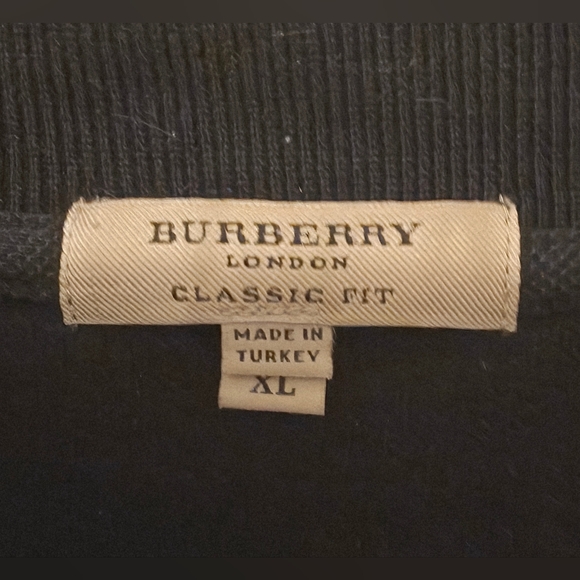 BURBERRY
LONDON
CLASSIC FIT
MADE IN
TURKEY
XL